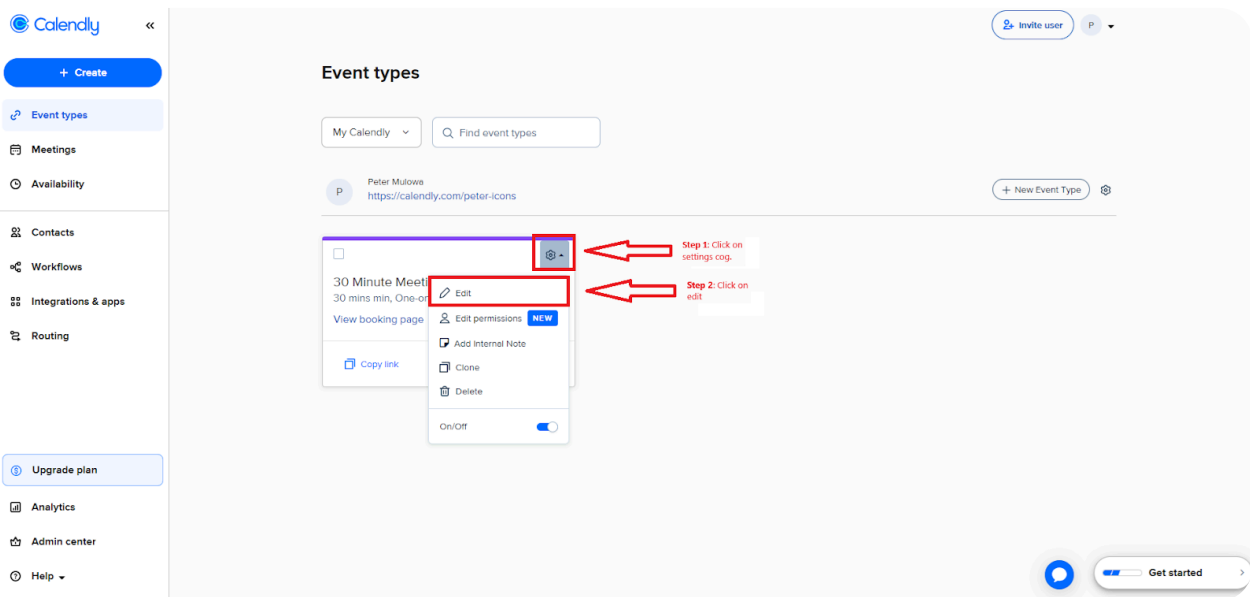 Calendly
Invite user
P
+ Create
Event types
Meetings
Availability
Contacts
Workflows
Integrations & apps
Routing
Upgrade plan
Analytics
Admin center
Help
Event types
My Calendly
Find event types
P
Peter Mulowa
https://calendly.com/peter-icons
+ New Event Type
Step 1: Click on
settings cog.
30 Minute Meeti
30 mins min, One-on
View booking page
Copy link
Edit
Edit permissions NEW
Add Internal Note
Clone
Delete
On/Off
Step 2: Click on
edit
Get started